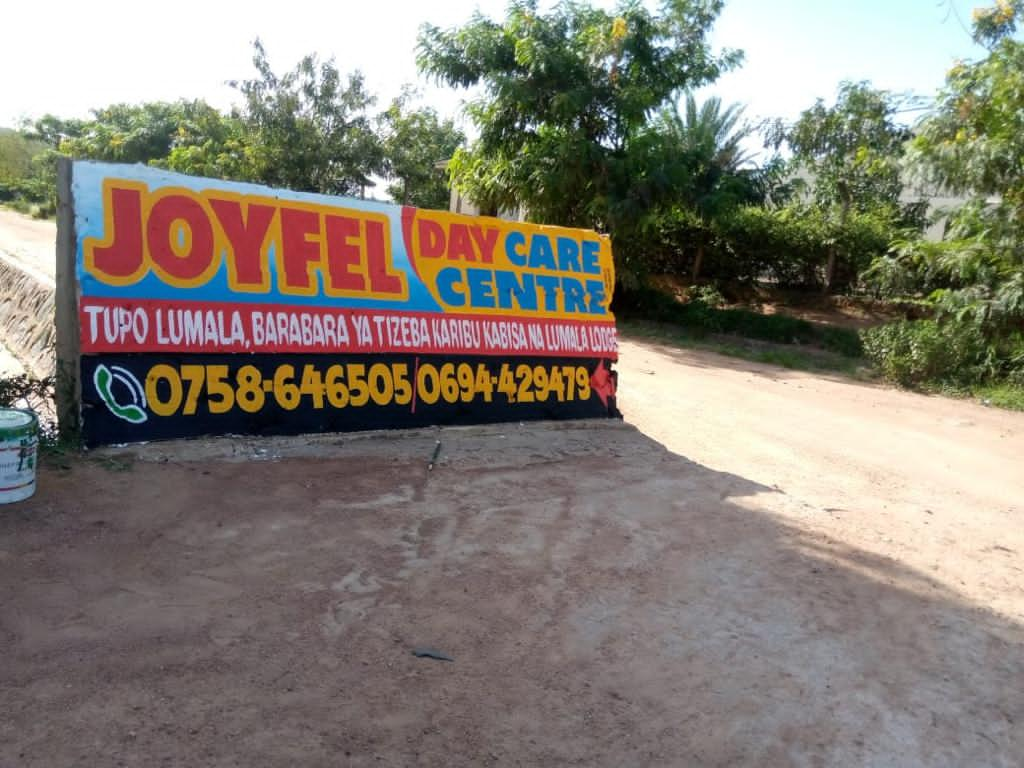 JOYFEL DAY CARE CENTRE
TUPO LUMALA, BARABARA YA TIZEBA KARIBU KABISA NA LUMALA LODGE
0758-646505 | 0694-429479